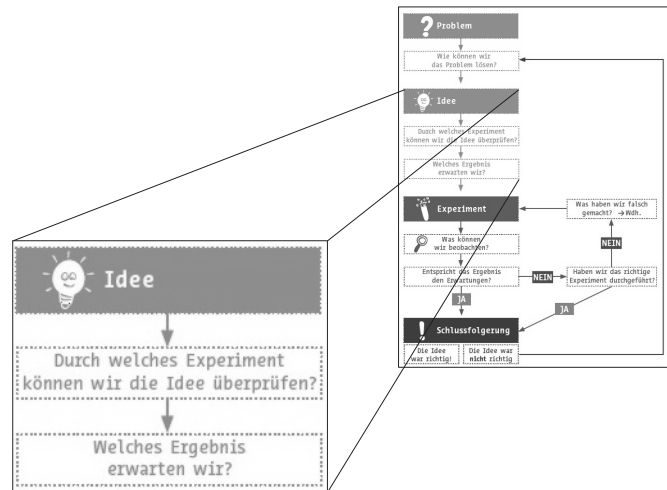 Problem
Wie können wir
das Problem lösen?
Idee
Durch welches Experiment
können wir die Idee überprüfen?
Welches Ergebnis
erwarten wir?
Experiment
Was können
wir beobachten?
Entspricht das Ergebnis
den Erwartungen?
NEIN
Haben wir das richtige
Experiment durchgeführt?
NEIN
Was haben wir falsch
gemacht? →Wdh.
JA
JA
Schlussfolgerung
Die Idee
war richtig!
Die Idee war
nicht richtig
Idee
Durch welches Experiment
können wir die Idee überprüfen?
Welches Ergebnis
erwarten wir?